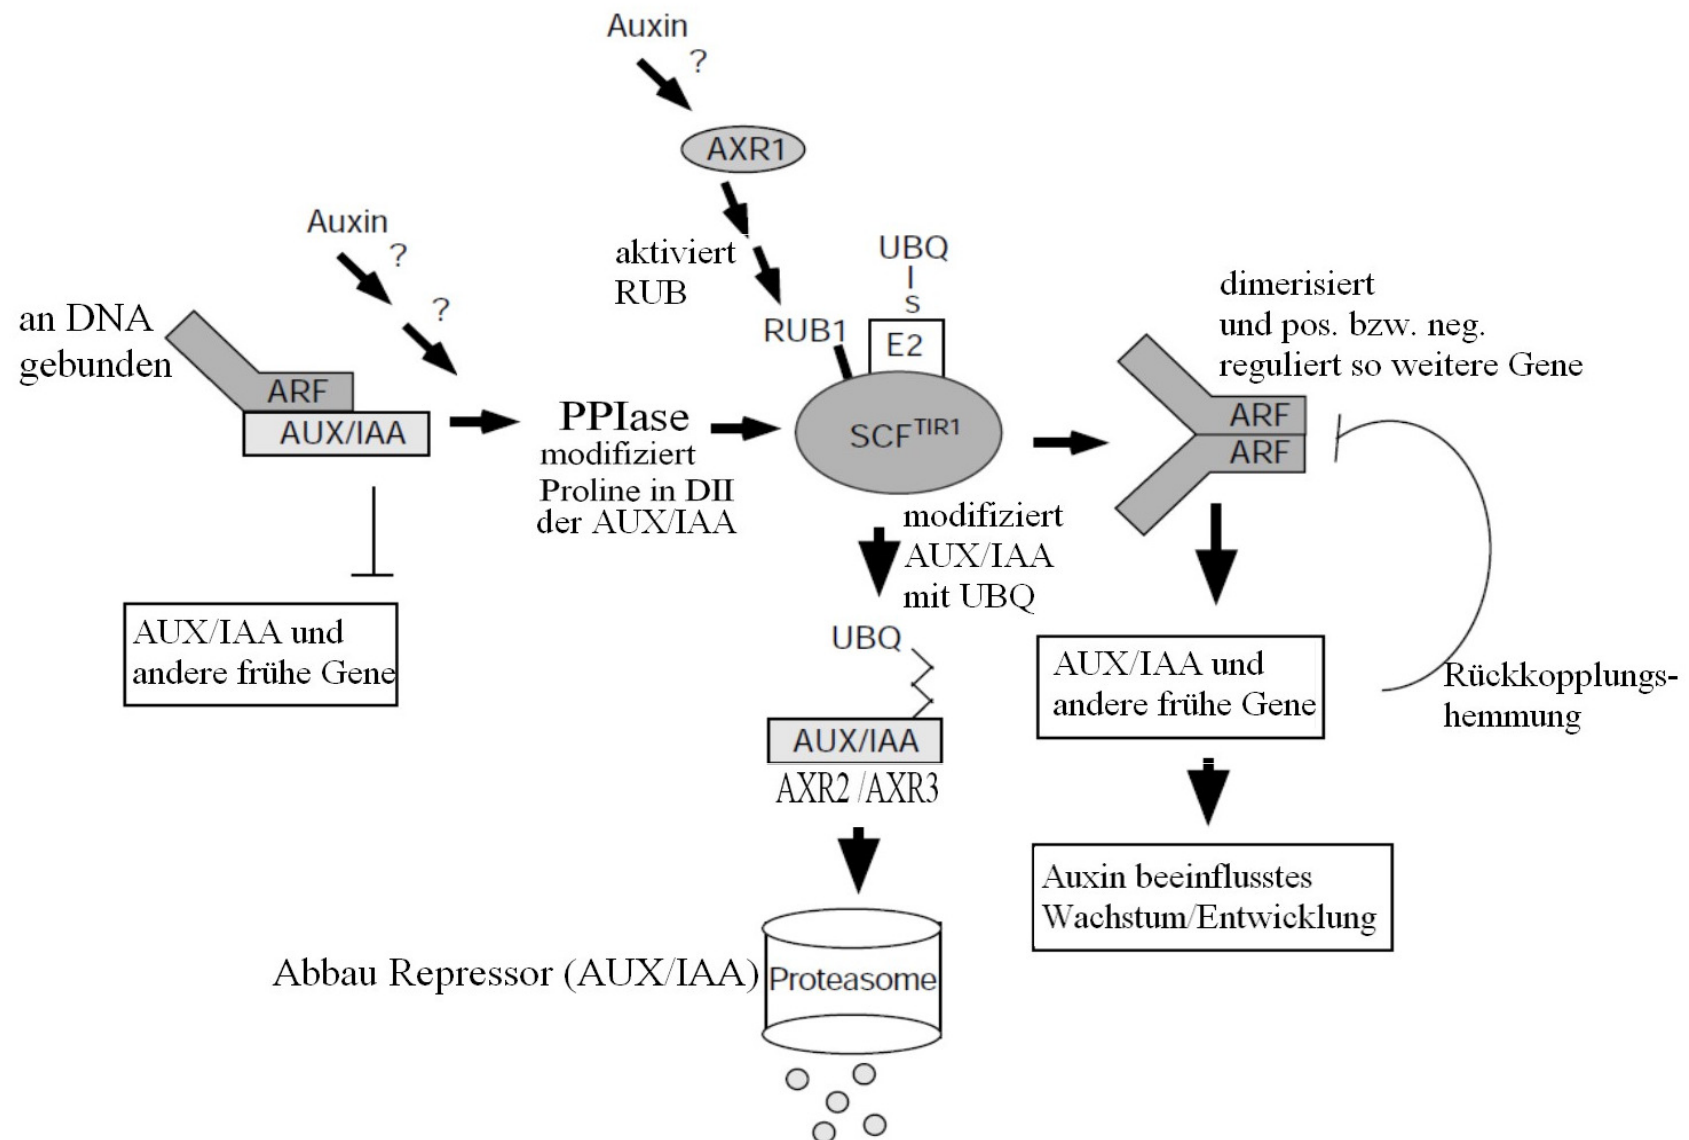 Auxin
?
AXR1
Auxin
?
?
aktiviert
RUB
UBQ
I
S
RUB1
E2
an DNA
gebunden
ARF
AUX/IAA
PPIase
modifiziert
Proline in DII
der AUX/IAA
SCF^TIR1
dimerisiert
und pos. bzw. neg.
reguliert so weitere Gene
ARF
ARF
modifiziert
AUX/IAA
mit UBQ
AUX/IAA und
andere frühe Gene
UBQ
AUX/IAA
AXR2 /AXR3
AUX/IAA und
andere frühe Gene
Rückkopplungs-
hemmung
Auxin beeinflusstes
Wachstum/Entwicklung
Abbau Repressor (AUX/IAA)
Proteasome